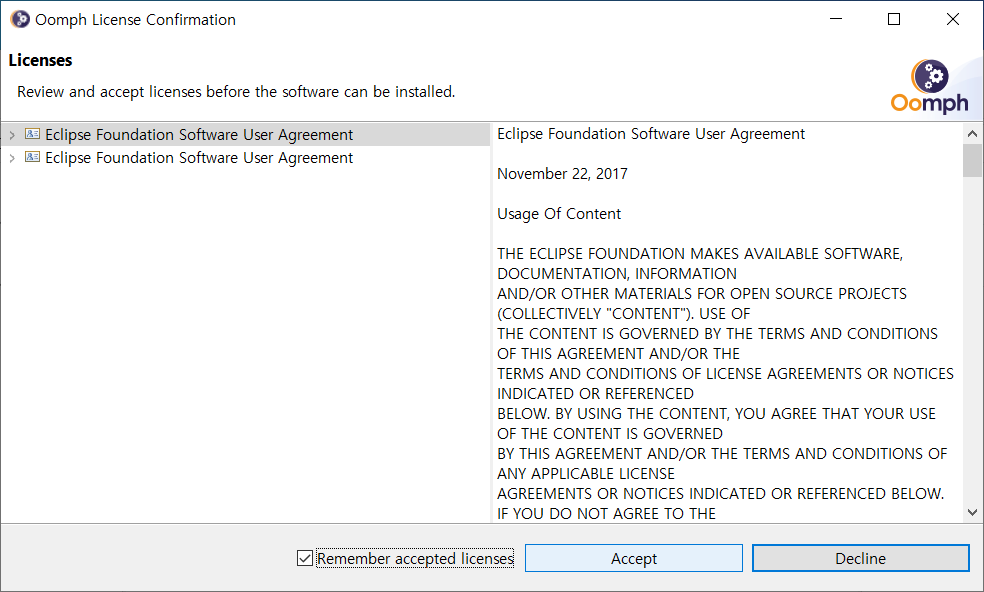 Oomph License Confirmation
Licenses
Review and accept licenses before the software can be installed.
Oomph
Eclipse Foundation Software User Agreement
Eclipse Foundation Software User Agreement
Eclipse Foundation Software User Agreement
November 22, 2017
Usage Of Content
THE ECLIPSE FOUNDATION MAKES AVAILABLE SOFTWARE,
DOCUMENTATION, INFORMATION
AND/OR OTHER MATERIALS FOR OPEN SOURCE PROJECTS
(COLLECTIVELY "CONTENT"). USE OF
THE CONTENT IS GOVERNED BY THE TERMS AND CONDITIONS
OF THIS AGREEMENT AND/OR THE
TERMS AND CONDITIONS OF LICENSE AGREEMENTS OR NOTICES
INDICATED OR REFERENCED
BELOW. BY USING THE CONTENT, YOU AGREE THAT YOUR USE
OF THE CONTENT IS GOVERNED
BY THIS AGREEMENT AND/OR THE TERMS AND CONDITIONS OF
ANY APPLICABLE LICENSE
AGREEMENTS OR NOTICES INDICATED OR REFERENCED BELOW.
IF YOU DO NOT AGREE TO THE
Remember accepted licenses
Accept
Decline